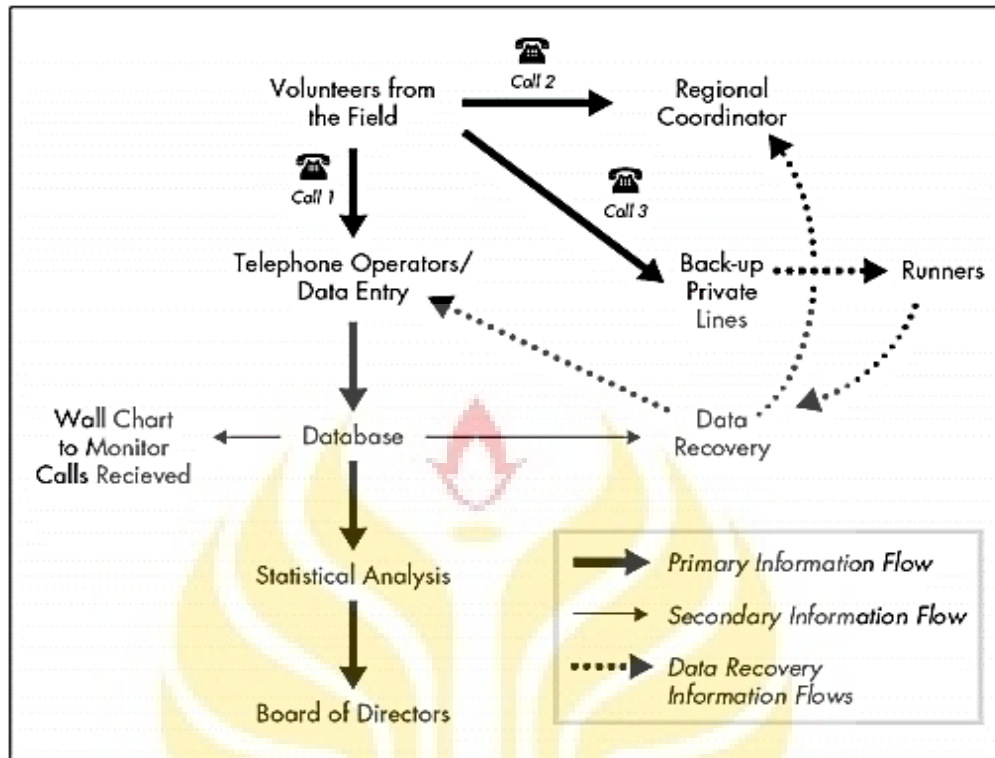 Call 2
Volunteers from
the Field
Regional
Coordinator
Call 1
Call 3
Telephone Operators/
Data Entry
Back-up
Private
Lines
Runners
Wall Chart
to Monitor
Calls Recieved
Database
Data
Recovery
Statistical Analysis
Board of Directors
Primary Information Flow
Secondary Information Flow
Data Recovery
Information Flows